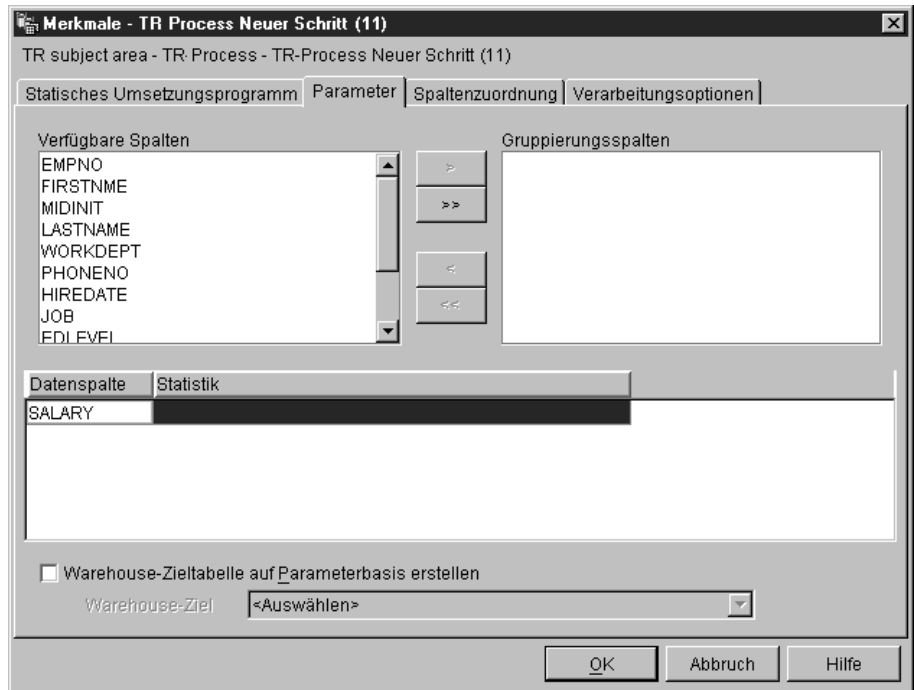 Merkmale - TR Process Neuer Schritt (11)
TR subject area - TR- Process - TR-Process Neuer Schritt (11)
Statisches Umsetzungsprogramm Parameter Spaltenzuordnung Verarbeitungsoptionen
Verfügbare Spalten Gruppierungsspalten
EMPNO
FIRSTNME
MIDINIT
LASTNAME
WORKDEPT
PHONENO
HIREDATE
JOB
EDLEVEL
>
>>
<
<<
Datenspalte Statistik
SALARY
Warehouse-Zieltabelle auf Parameterbasis erstellen
Warehouse-Ziel <Auswählen>
OK Abbruch Hilfe